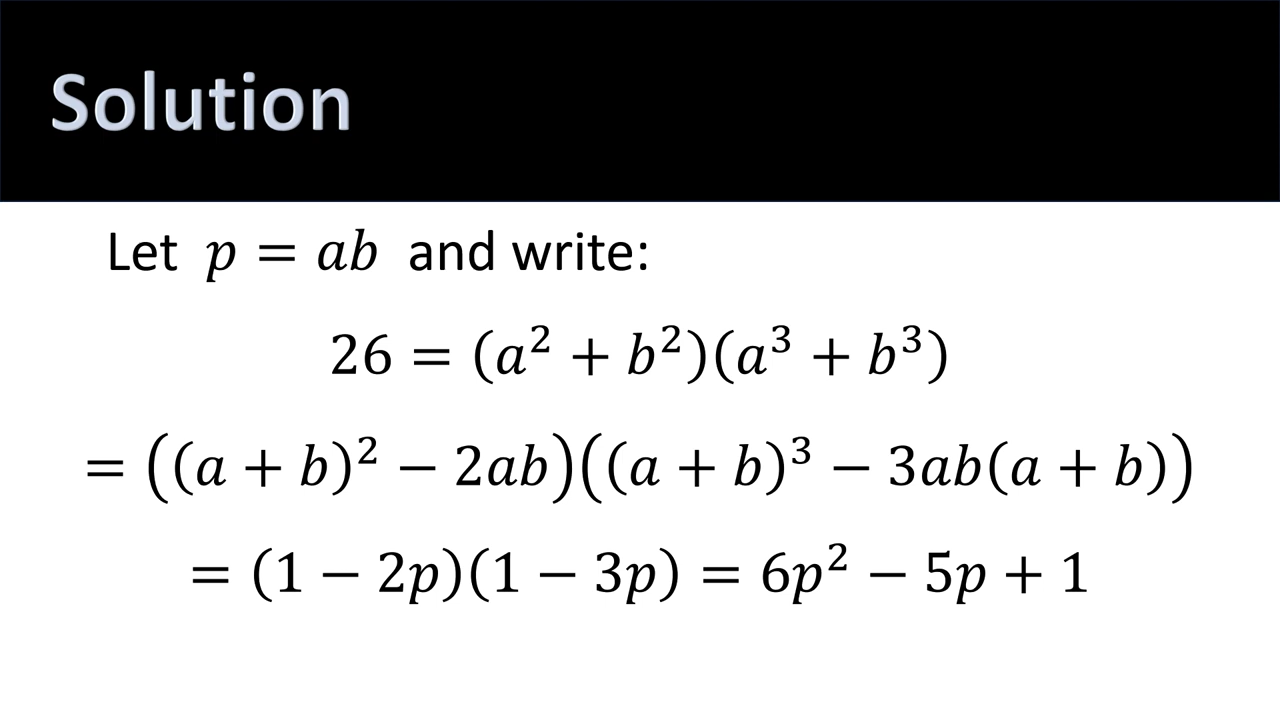 Solution
Let p = ab and write:
26 = (a² + b²)(a³ + b³)
= ((a + b)² − 2ab)((a + b)³ − 3ab(a + b))
= (1 − 2p)(1 − 3p) = 6p² − 5p + 1